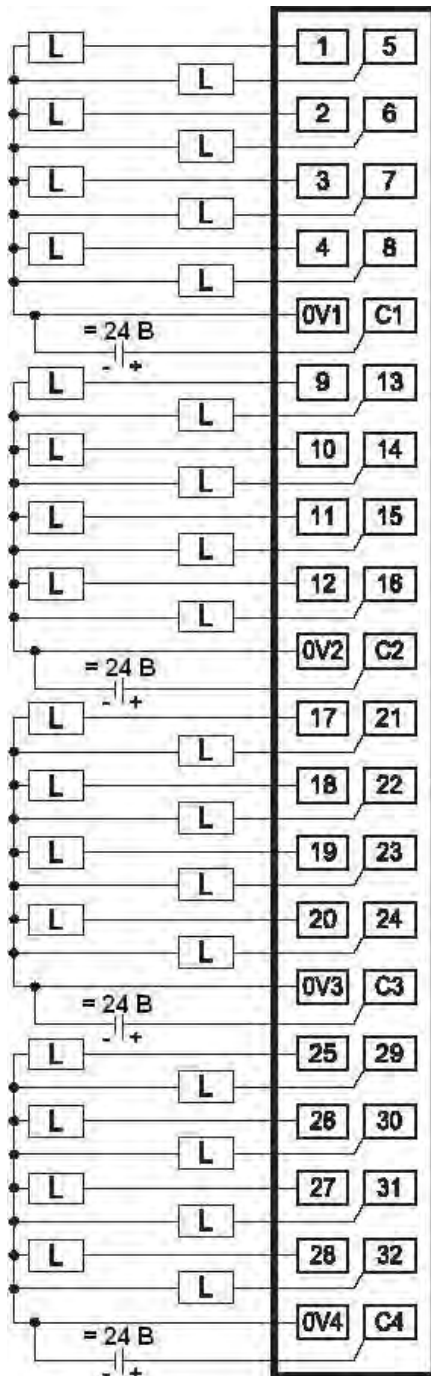 L 1 5
L
L 2 6
L
L 3 7
L
L 4 8
L
0V1 C1
= 24 В
- +
L 9 13
L
L 10 14
L
L 11 15
L
L 12 16
L
0V2 C2
= 24 В
- +
L 17 21
L
L 18 22
L
L 19 23
L
L 20 24
L
0V3 C3
= 24 В
- +
L 25 29
L
L 26 30
L
L 27 31
L
L 28 32
L
0V4 C4
= 24 В
- +